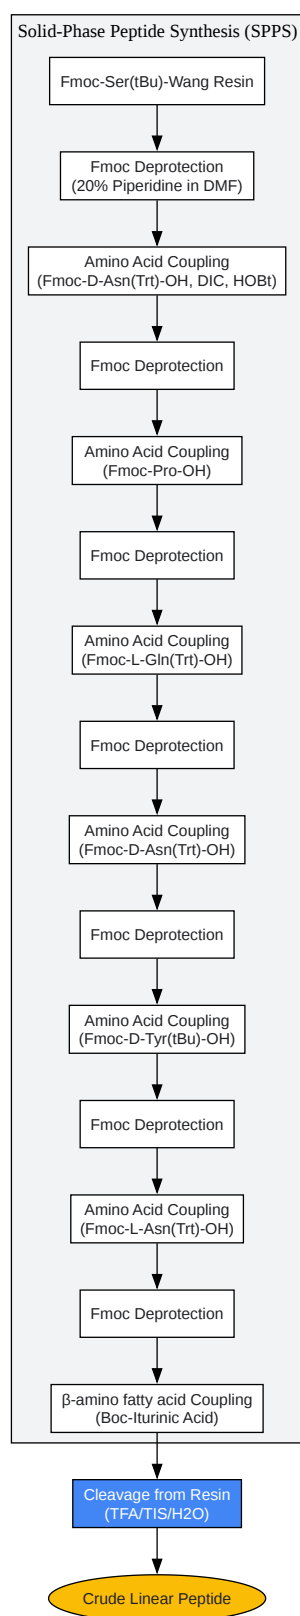 Solid-Phase Peptide Synthesis (SPPS)
Fmoc-Ser(tBu)-Wang Resin
Fmoc Deprotection
(20% Piperidine in DMF)
Amino Acid Coupling
(Fmoc-D-Asn(Trt)-OH, DIC, HOBt)
Fmoc Deprotection
Amino Acid Coupling
(Fmoc-Pro-OH)
Fmoc Deprotection
Amino Acid Coupling
(Fmoc-L-Gln(Trt)-OH)
Fmoc Deprotection
Amino Acid Coupling
(Fmoc-D-Asn(Trt)-OH)
Fmoc Deprotection
Amino Acid Coupling
(Fmoc-D-Tyr(tBu)-OH)
Fmoc Deprotection
Amino Acid Coupling
(Fmoc-L-Asn(Trt)-OH)
Fmoc Deprotection
β-amino fatty acid Coupling
(Boc-Iturinic Acid)
Cleavage from Resin
(TFA/TIS/H2O)
Crude Linear Peptide